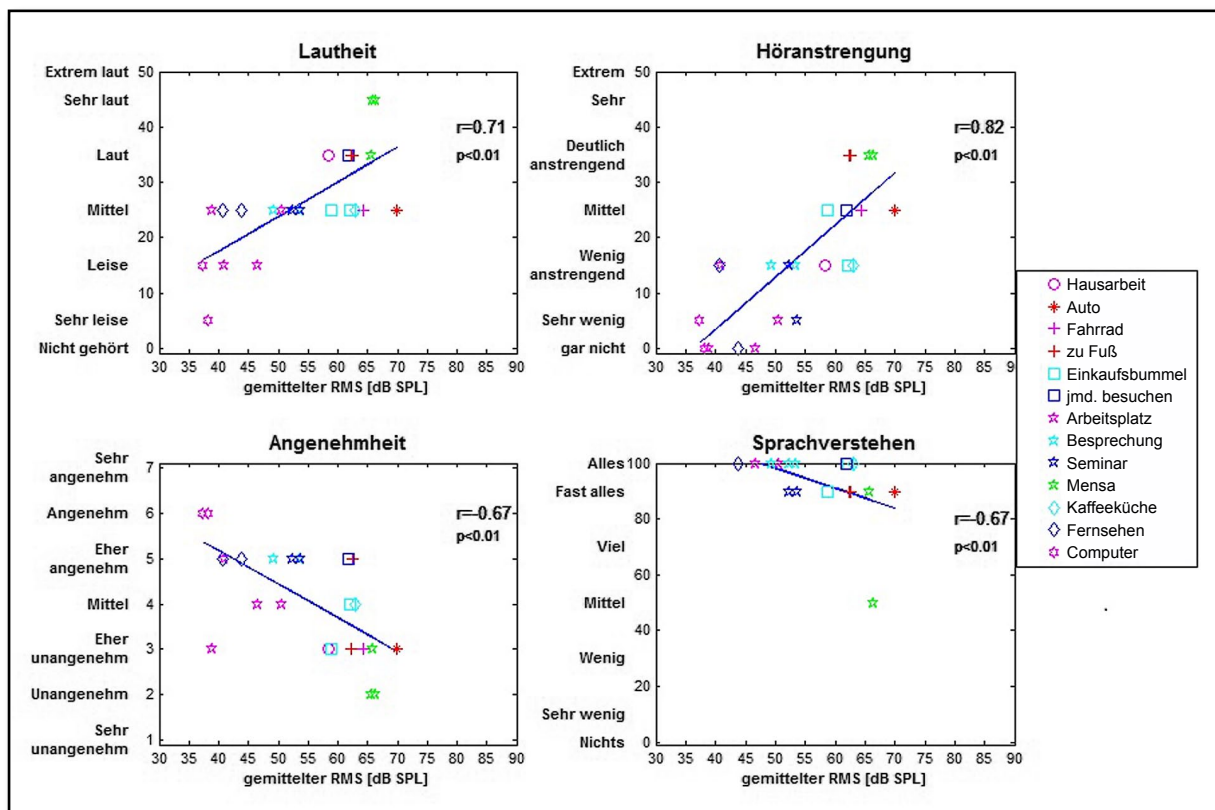 Lautheit
Extrem laut
50
Sehr laut
40
r=0.71
Laut
p<0.01
30
Mittel
20
Leise
10
Sehr leise
Nicht gehört
0
30 35 40 45 50 55 60 65 70 75 80 85 90
gemittelter RMS [dB SPL]
Höranstrengung
Extrem
50
Sehr
40
r=0.82
Deutlich
anstrengend
p<0.01
30
Mittel
20
Wenig
anstrengend
10
Sehr wenig
gar nicht
0
30 35 40 45 50 55 60 65 70 75 80 85 90
gemittelter RMS [dB SPL]
Angenehmheit
Sehr
angenehm
7
Angenehm
6
r=-0.67
p<0.01
Eher
angenehm
5
Mittel
4
Eher
unangenehm
3
Unangenehm
2
Sehr
unangenehm
1
30 35 40 45 50 55 60 65 70 75 80 85 90
gemittelter RMS [dB SPL]
Sprachverstehen
Alles
100
Fast alles
r=-0.67
80
Viel
p<0.01
60
Mittel
40
Wenig
20
Sehr wenig
Nichts
0
30 35 40 45 50 55 60 65 70 75 80 85 90
gemittelter RMS [dB SPL]
Hausarbeit
Auto
Fahrrad
zu Fuß
Einkaufsbummel
jmd. besuchen
Arbeitsplatz
Besprechung
Seminar
Mensa
Kaffeeküche
Fernsehen
Computer